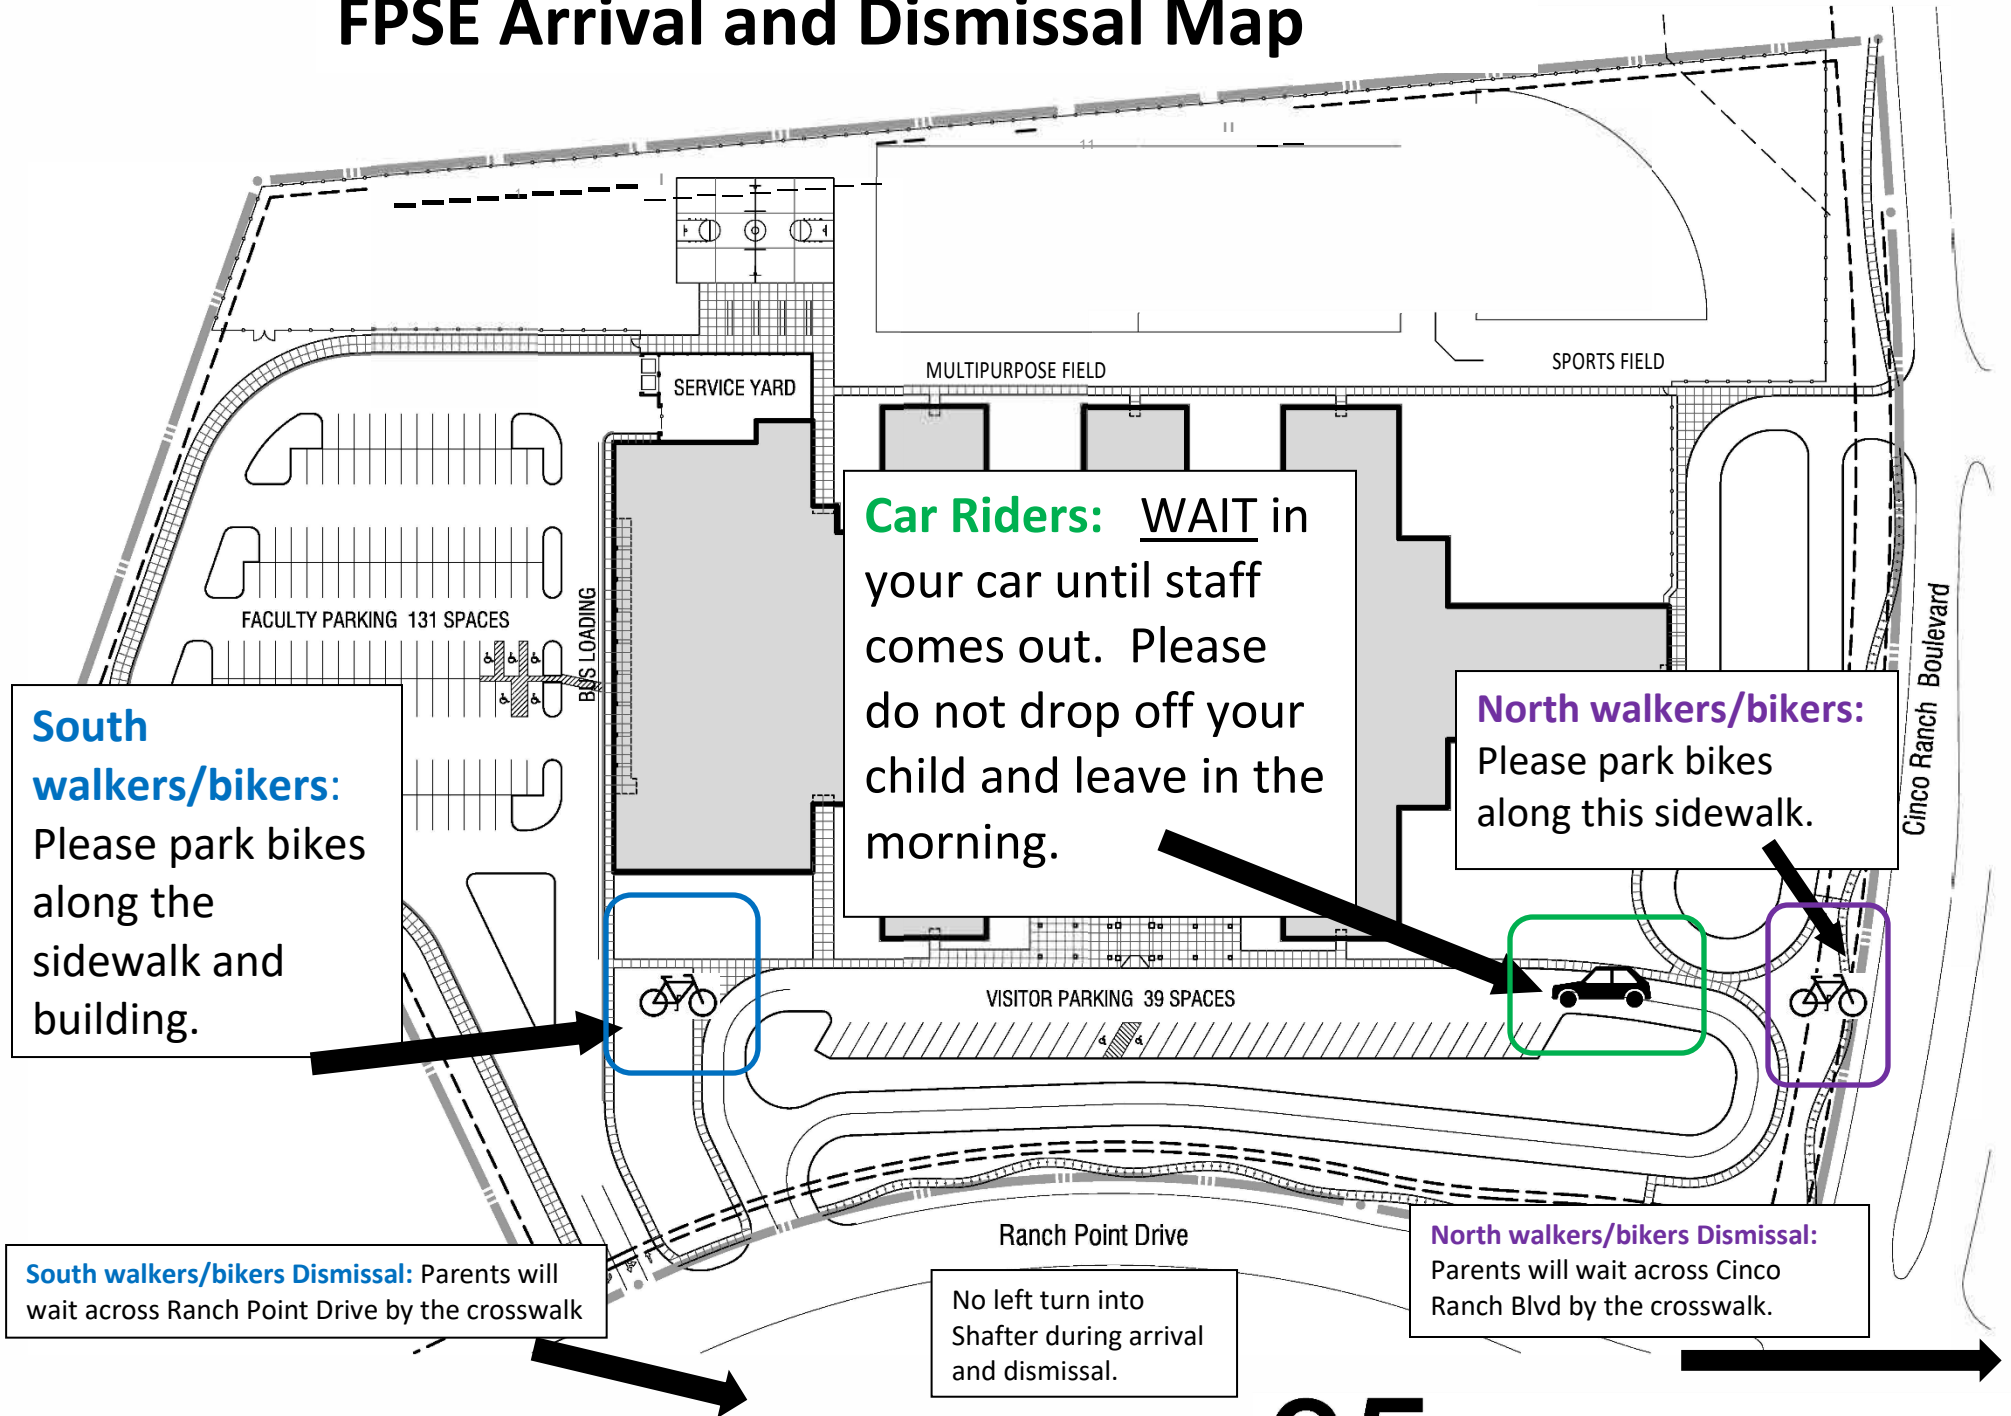 FPSE Arrival and Dismissal Map
MULTIPURPOSE FIELD
SPORTS FIELD
SERVICE YARD
FACULTY PARKING 131 SPACES
BUS LOADING
Car Riders: WAIT in
your car until staff
comes out. Please
do not drop off your
child and leave in the
morning.
Cinco Ranch Boulevard
South
walkers/bikers:
Please park bikes
along the
sidewalk and
building.
North walkers/bikers:
Please park bikes
along this sidewalk.
VISITOR PARKING 39 SPACES
Ranch Point Drive
South walkers/bikers Dismissal: Parents will
wait across Ranch Point Drive by the crosswalk
No left turn into
Shafter during arrival
and dismissal.
North walkers/bikers Dismissal:
Parents will wait across Cinco
Ranch Blvd by the crosswalk.